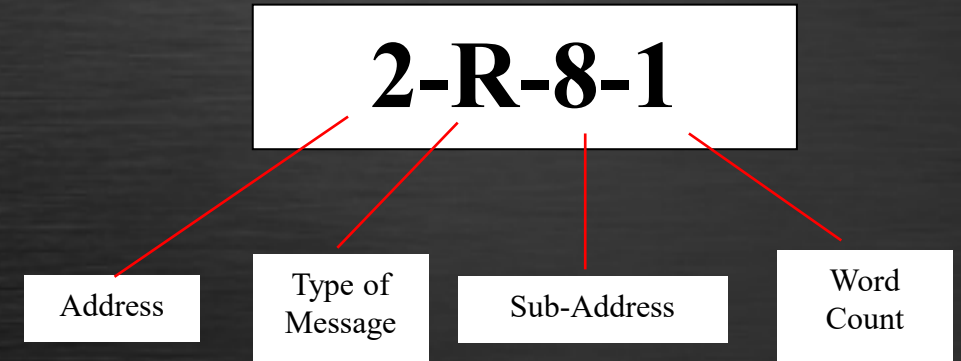 2-R-8-1
Address
Type of
Message
Sub-Address
Word
Count